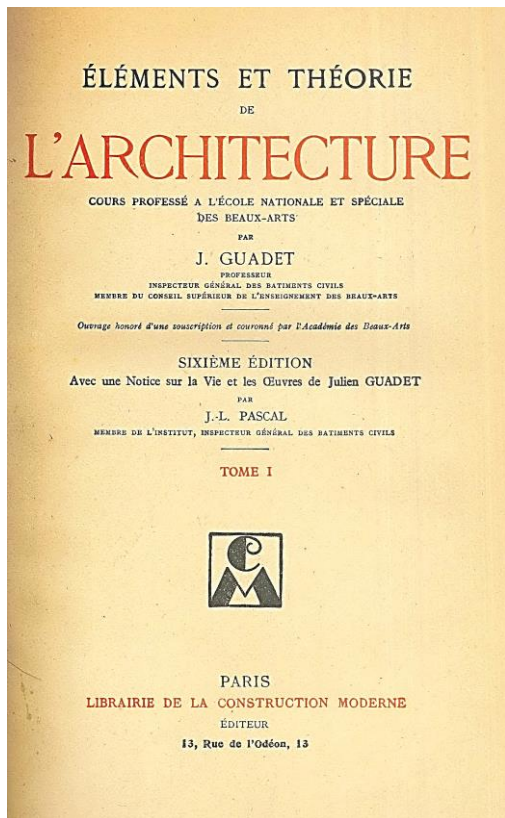 ÉLÉMENTS ET THÉORIE
DE
L'ARCHITECTURE
COURS PROFESSÉ A L'ÉCOLE NATIONALE ET SPÉCIALE
DES BEAUX-ARTS
PAR
J. GUADET
PROFESSEUR
INSPECTEUR GÉNÉRAL DES BATIMENTS CIVILS
MEMBRE DU CONSEIL SUPÉRIEUR DE L'ENSEIGNEMENT DES BEAUX-ARTS
Ouvrage honoré d'une souscription et couronné par l'Académie des Beaux-Arts
SIXIÈME ÉDITION
Avec une Notice sur la Vie et les Œuvres de Julien GUADET
PAR
J.-L. PASCAL
MEMBRE DE L'INSTITUT, INSPECTEUR GÉNÉRAL DES BATIMENTS CIVILS
TOME I
CM
PARIS
LIBRAIRIE DE LA CONSTRUCTION MODERNE
ÉDITEUR
13, Rue de l'Odéon, 13